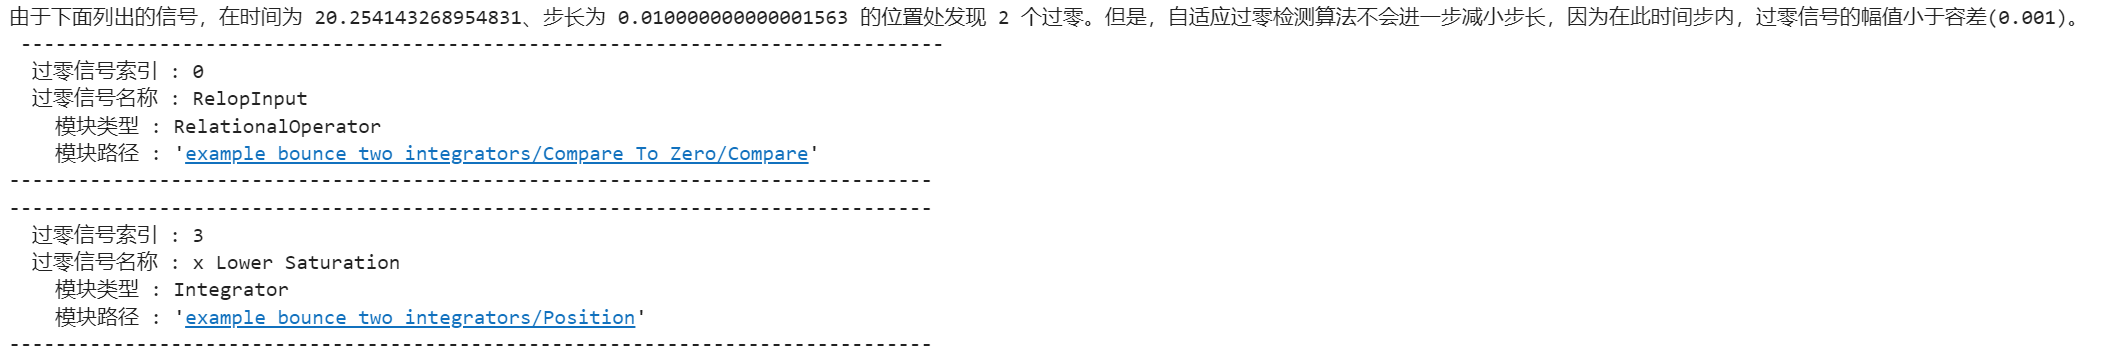 由于下面列出的信号，在时间为 20.254143268954831、步长为 0.010000000000001563 的位置处发现 2 个过零。但是，自适应过零检测算法不会进一步减小步长，因为在此时间步内，过零信号的幅值小于容差(0.001)。
--------------------------------------------------------------------------------
过零信号索引 : 0
过零信号名称 : RelopInput
模块类型 : RelationalOperator
模块路径 : 'example_bounce_two_integrators/Compare To Zero/Compare'
--------------------------------------------------------------------------------
--------------------------------------------------------------------------------
过零信号索引 : 3
过零信号名称 : x Lower Saturation
模块类型 : Integrator
模块路径 : 'example_bounce_two_integrators/Position'
--------------------------------------------------------------------------------